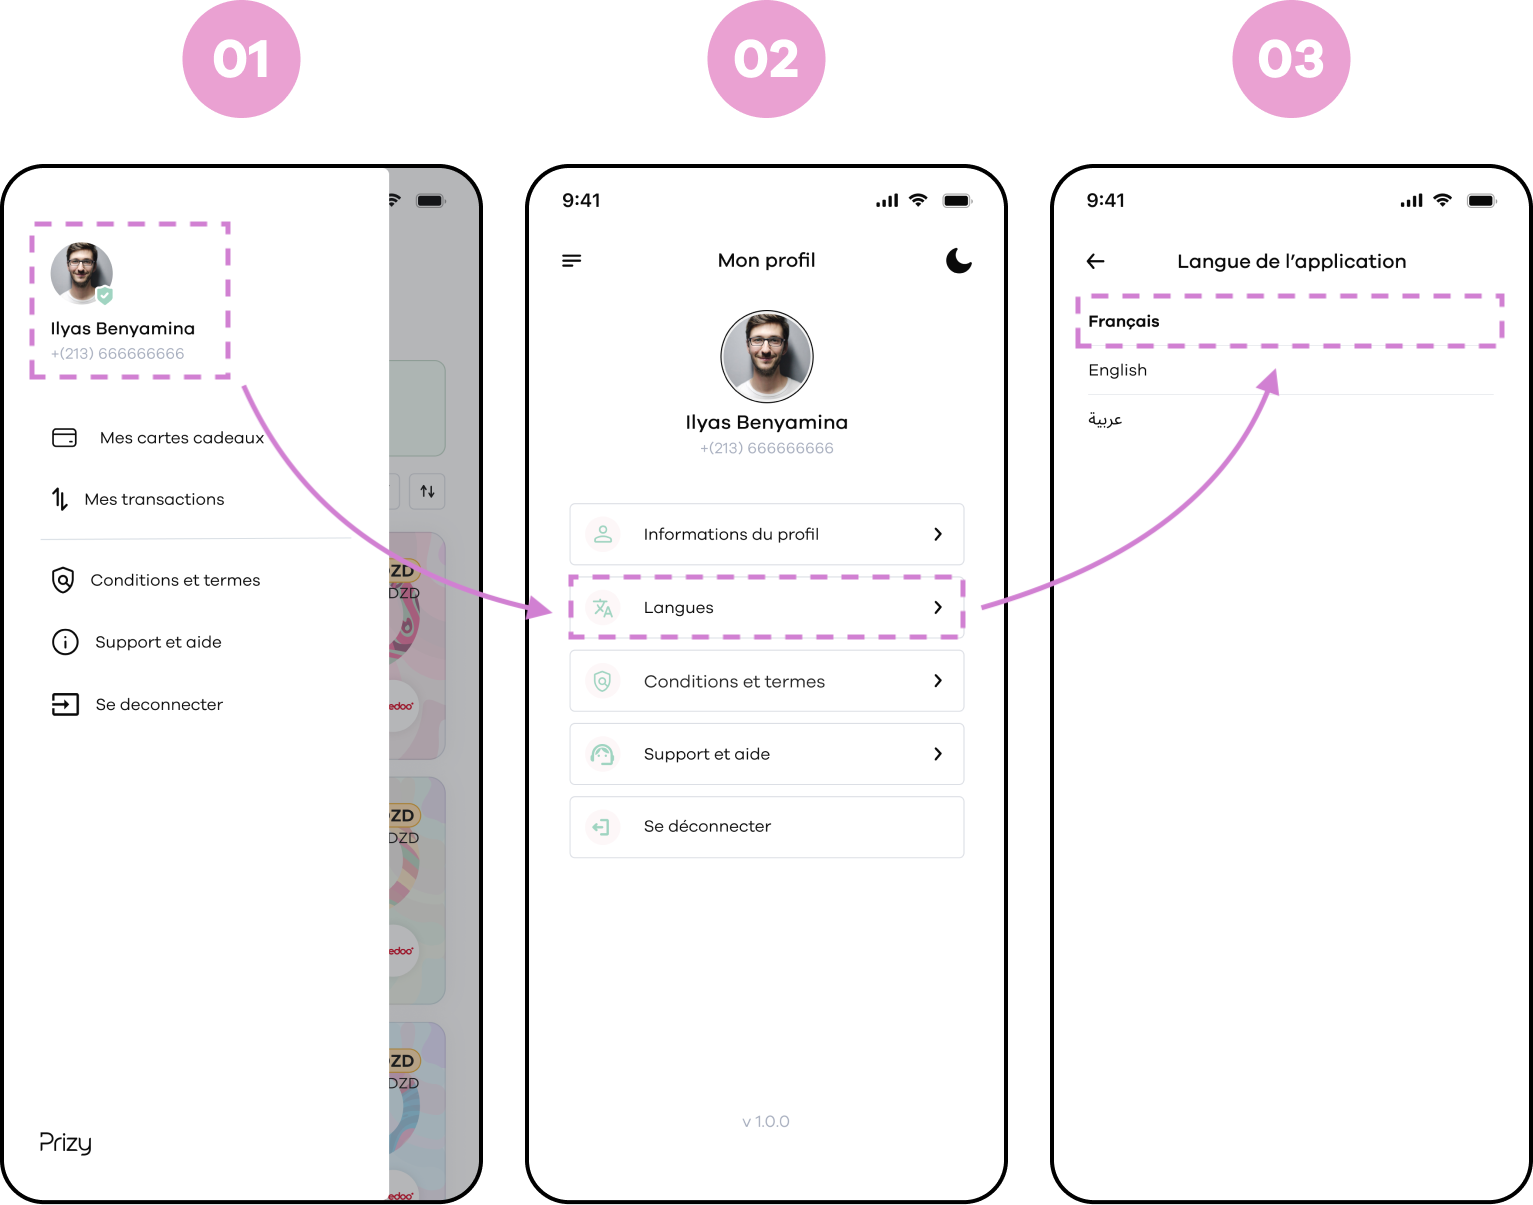 01
Ilyas Benyamina
+(213) 666666666
Mes cartes cadeaux
Mes transactions
Conditions et termes
Support et aide
Se deconnecter
ZD
DZD
edoo
ZD
DZD
edoo
ZD
DZD
edoo
Prizy
02
9:41
Mon profil
Ilyas Benyamina
+(213) 666666666
Informations du profil
Langues
Conditions et termes
Support et aide
Se déconnecter
v 1.0.0
03
9:41
Langue de l’application
Français
English
عربية